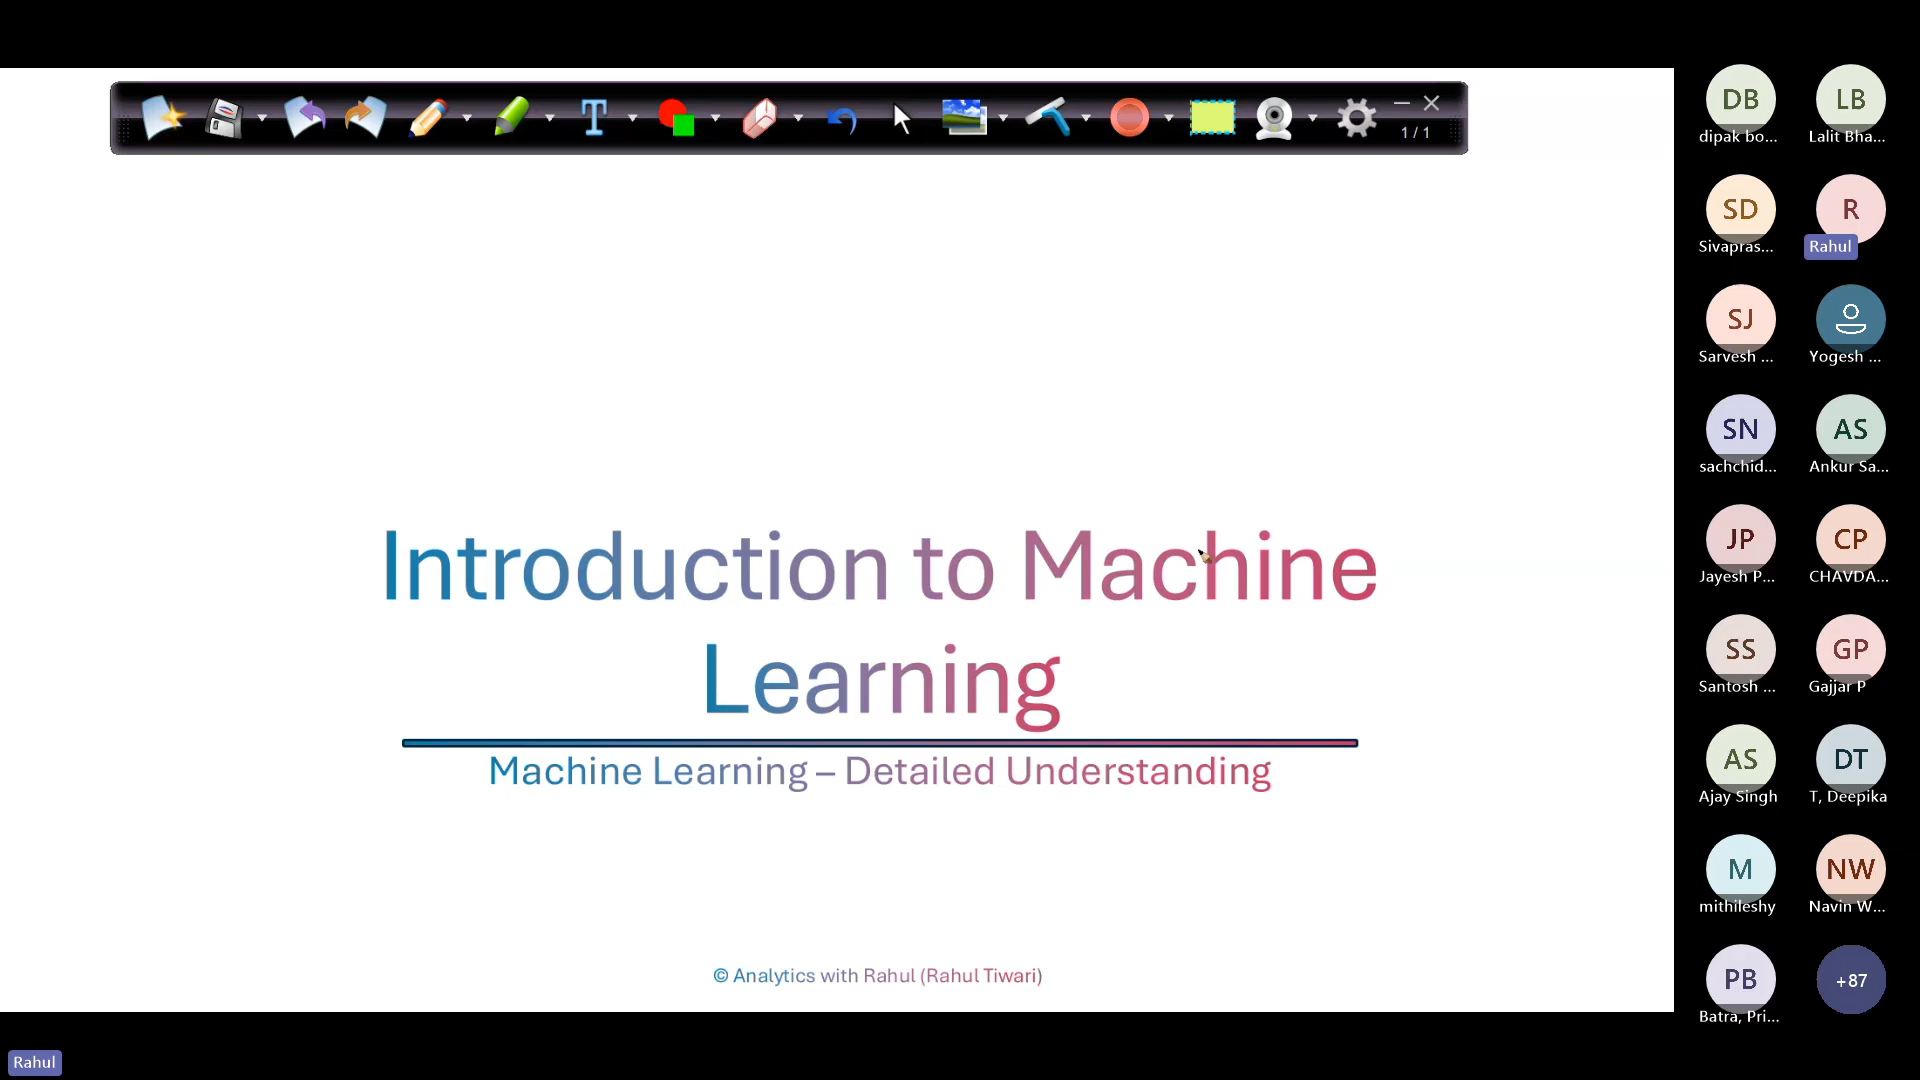 1 / 1
Introduction to Machine
Learning
Machine Learning – Detailed Understanding
© Analytics with Rahul (Rahul Tiwari)
DB
dipak bo...
LB
Lalit Bha...
SD
Sivapras...
R
Rahul
SJ
Sarvesh ...
Yogesh ...
SN
sachchid...
AS
Ankur Sa...
JP
Jayesh P...
CP
CHAVDA...
SS
Santosh ...
GP
Gajjar P
AS
Ajay Singh
DT
T, Deepika
M
mithileshy
NW
Navin W...
PB
Batra, Pri...
+87
Rahul